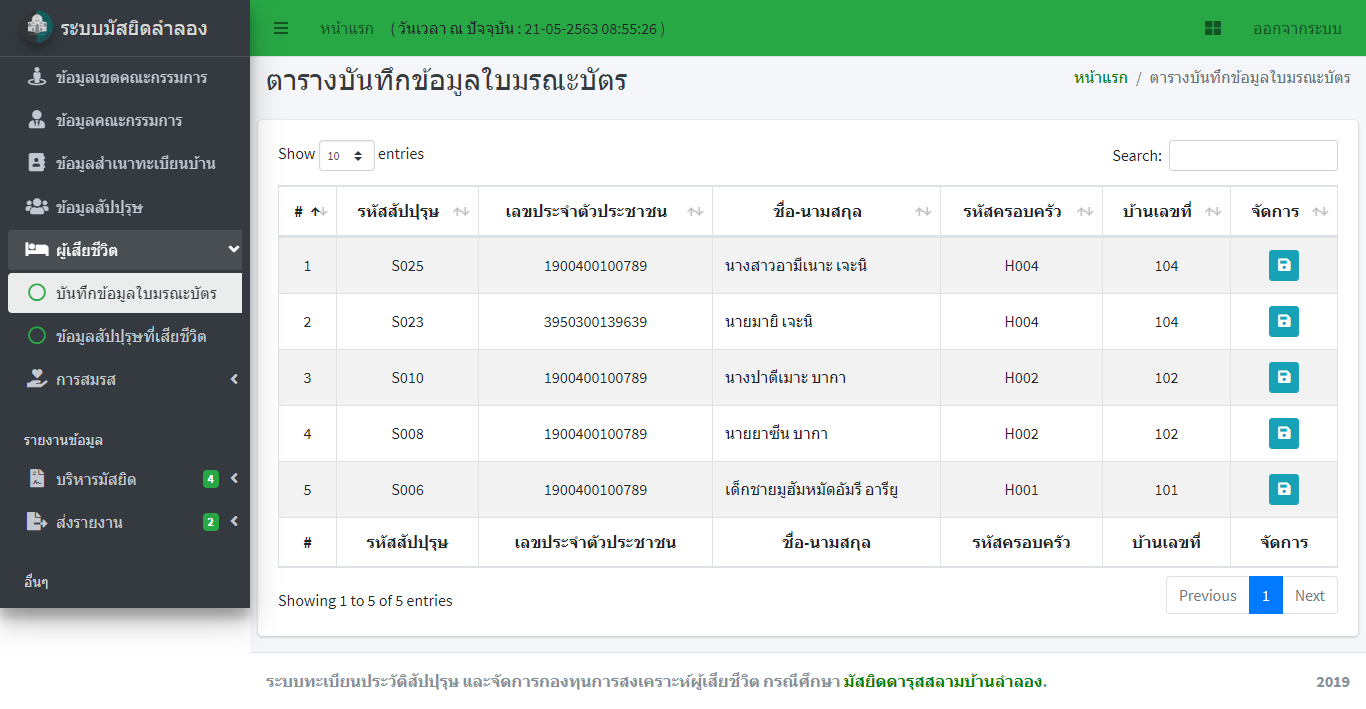 ระบบมัสยิดลำลอง
หน้าแรก ( วันเวลา ณ ปัจจุบัน : 21-05-2563 08:55:26 ) ออกจากระบบ
ข้อมูลเขตคณะกรรมการ
ข้อมูลคณะกรรมการ
ข้อมูลสำเนาทะเบียนบ้าน
ข้อมูลสัปปุรุษ
ผู้เสียชีวิต
บันทึกข้อมูลใบมรณะบัตร
ข้อมูลสัปปุรุษที่เสียชีวิต
การสมรส
รายงานข้อมูล
บริหารมัสยิด 4
ส่งรายงาน 2
อื่นๆ
ตารางบันทึกข้อมูลใบมรณะบัตร
หน้าแรก / ตารางบันทึกข้อมูลใบมรณะบัตร
Show 10 entries Search:
# รหัสสัปปุรุษ เลขประจำตัวประชาชน ชื่อ-นามสกุล รหัสครอบครัว บ้านเลขที่ จัดการ
1 S025 1900400100789 นางสาวอามีเนาะ เจะนิ H004 104
2 S023 3950300139639 นายมายิ เจะนิ H004 104
3 S010 1900400100789 นางปาตีเมาะ บากา H002 102
4 S008 1900400100789 นายยาซีน บากา H002 102
5 S006 1900400100789 เด็กชายมูฮัมหมัดอัมรี อารียู H001 101
# รหัสสัปปุรุษ เลขประจำตัวประชาชน ชื่อ-นามสกุล รหัสครอบครัว บ้านเลขที่ จัดการ
Showing 1 to 5 of 5 entries Previous 1 Next
ระบบทะเบียนประวัติสัปปุรุษ และจัดการกองทุนการสงเคราะห์ผู้เสียชีวิต กรณีศึกษา มัสยิดดารุสสลามบ้านลำลอง. 2019